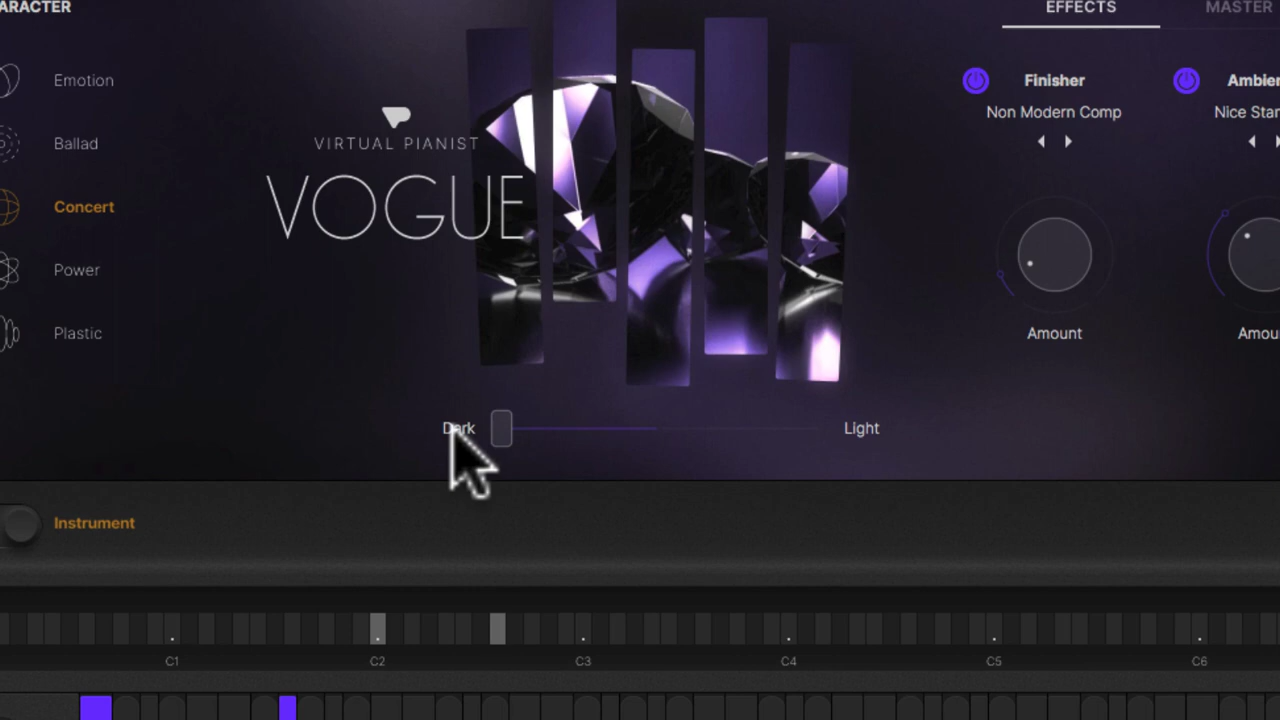 ARACTER
EFFECTS
MASTER
Emotion
Ballad
Concert
Power
Plastic
VIRTUAL PIANIST
VOGUE
Finisher
Non Modern Comp
Amount
Ambien
Nice Star
Amou
Dark
Light
Instrument
C1 C2 C3 C4 C5 C6